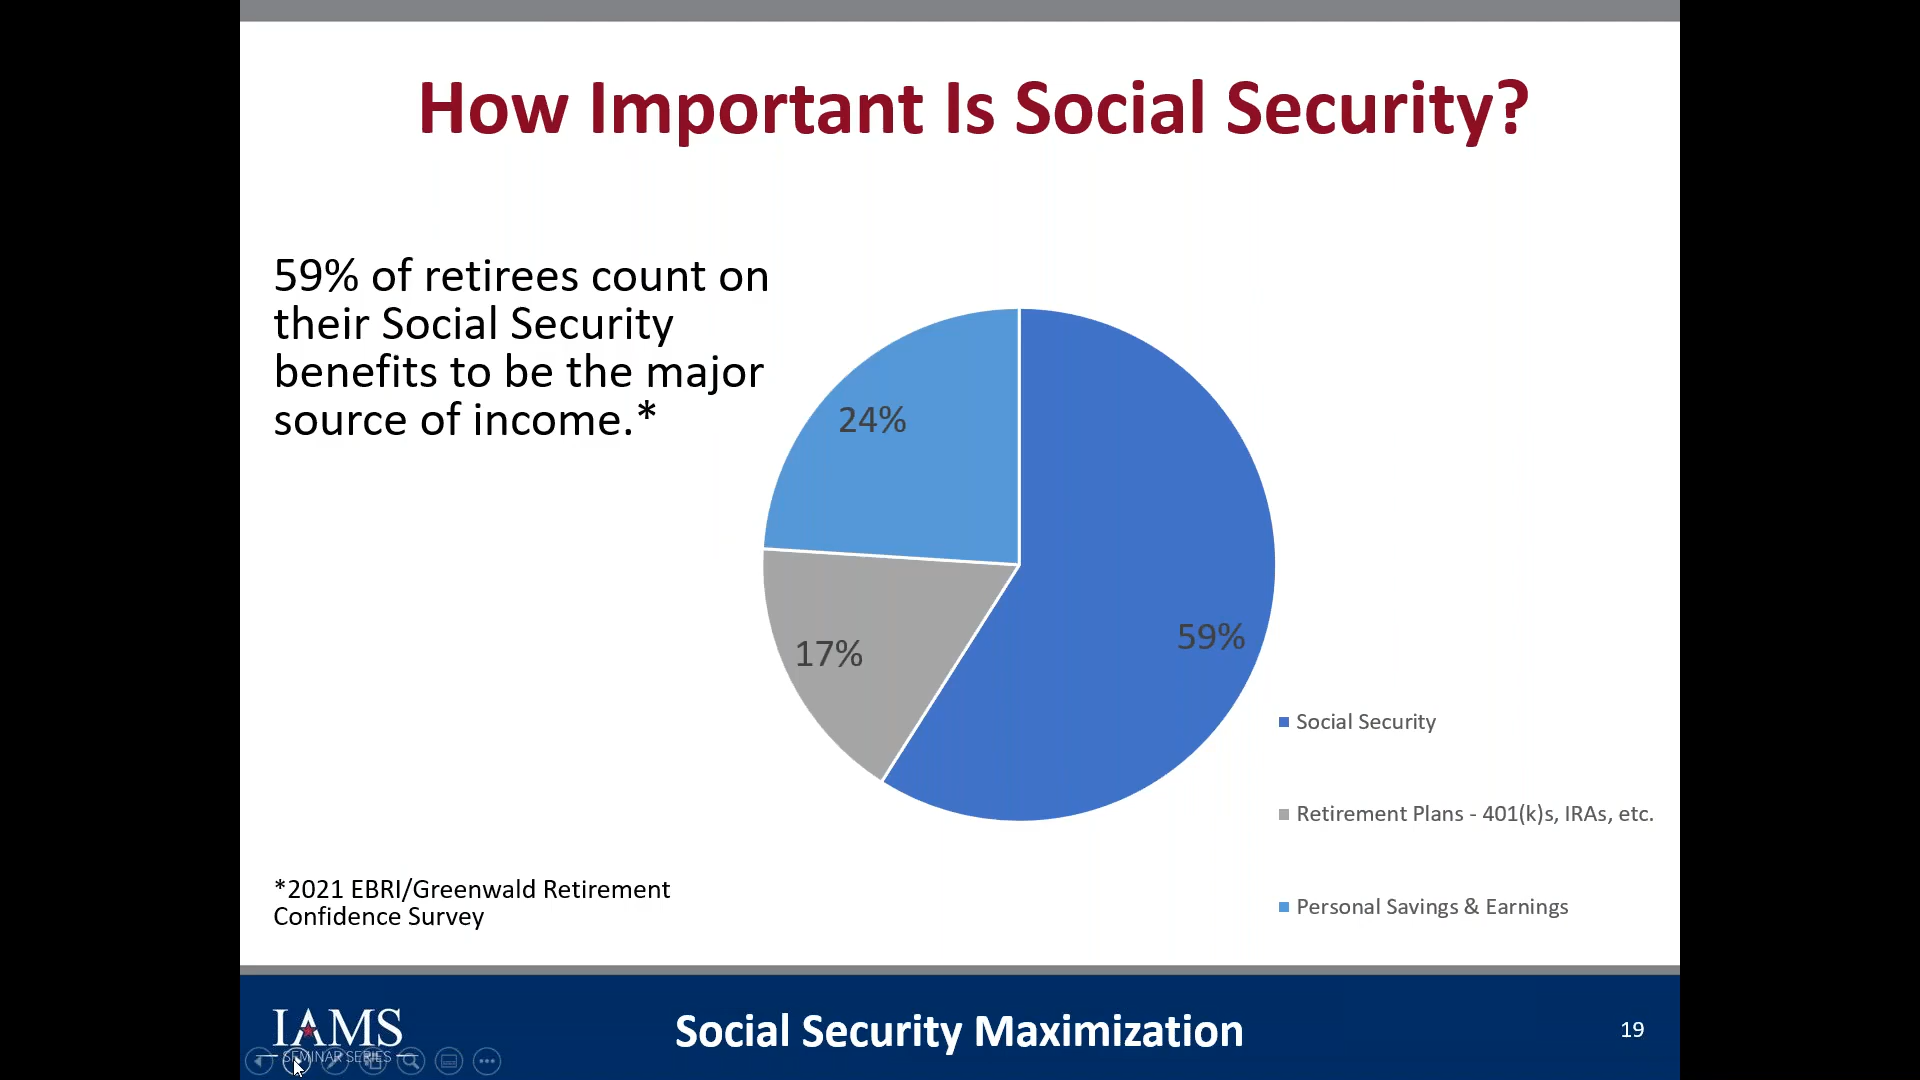 How Important Is Social Security?
59% of retirees count on
their Social Security
benefits to be the major
source of income.*
24%
17%
59%
Social Security
Retirement Plans - 401(k)s, IRAs, etc.
Personal Savings & Earnings
*2021 EBRI/Greenwald Retirement
Confidence Survey
IAMS
SEMINAR SERIES
Social Security Maximization
19